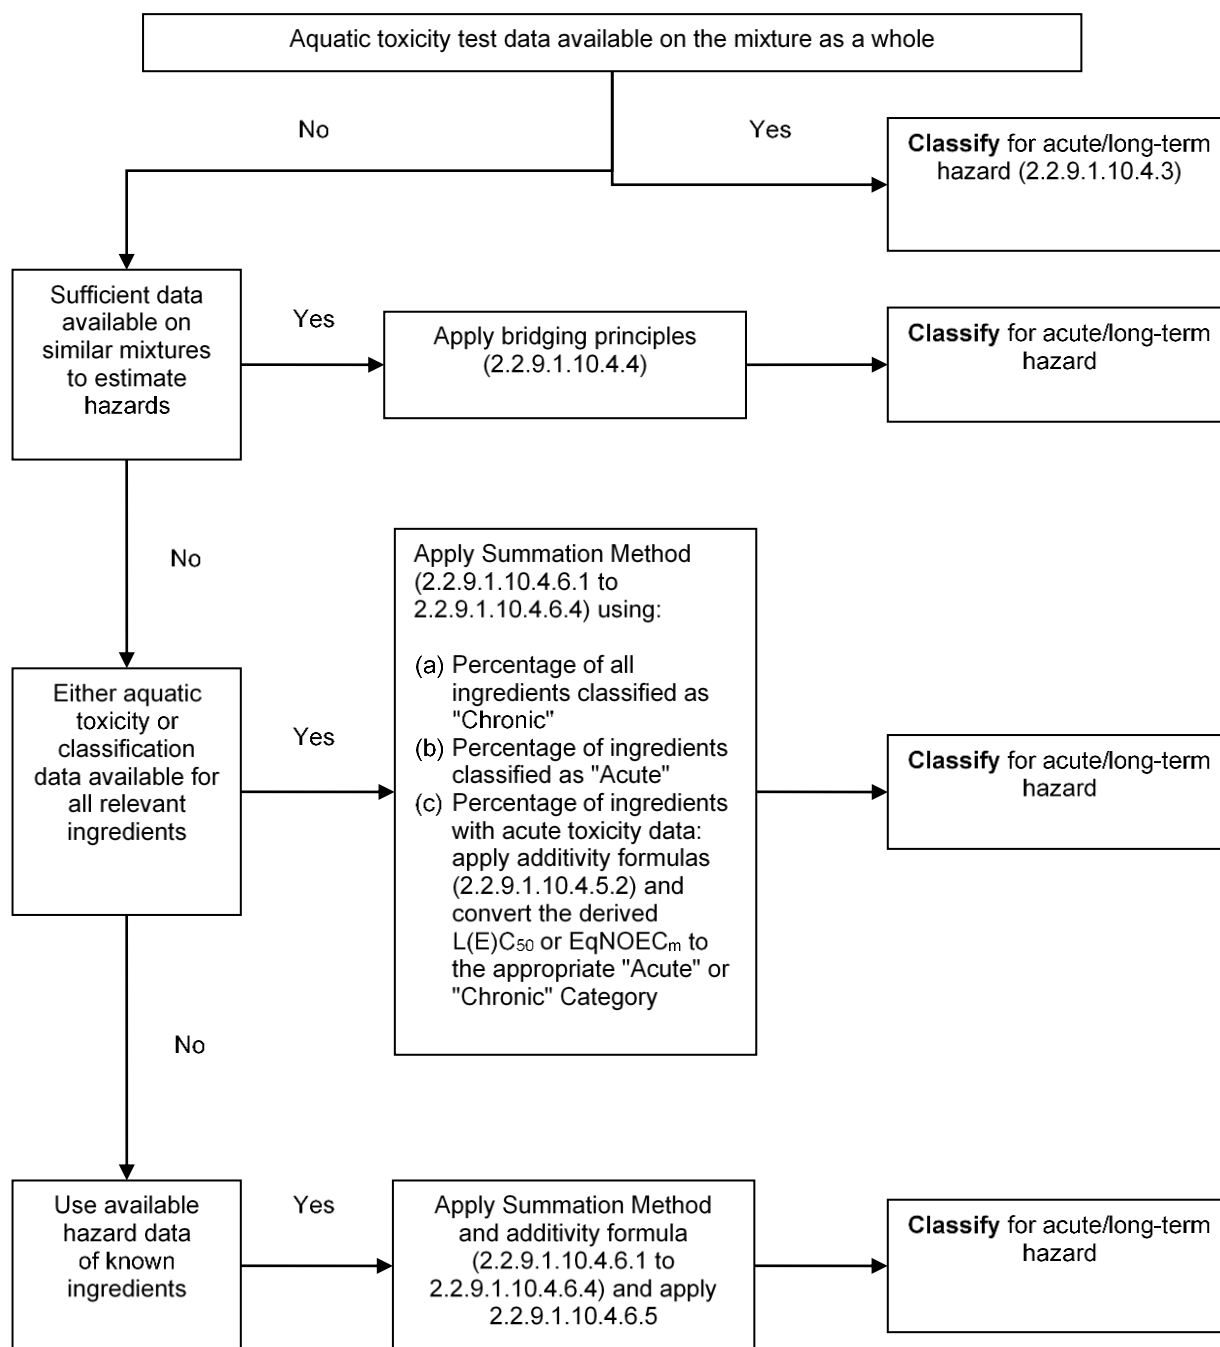 Aquatic toxicity test data available on the mixture as a whole
No
Yes
Classify for acute/long-term
hazard (2.2.9.1.10.4.3)
Sufficient data
available on
similar mixtures
to estimate
hazards
Yes
Apply bridging principles
(2.2.9.1.10.4.4)
Classify for acute/long-term
hazard
No
Apply Summation Method
(2.2.9.1.10.4.6.1 to
2.2.9.1.10.4.6.4) using:
(a) Percentage of all
ingredients classified as
"Chronic"
(b) Percentage of ingredients
classified as "Acute"
(c) Percentage of ingredients
with acute toxicity data:
apply additivity formulas
(2.2.9.1.10.4.5.2) and
convert the derived
L(E)C50 or EqNOECm to
the appropriate "Acute" or
"Chronic" Category
Either aquatic
toxicity or
classification
data available for
all relevant
ingredients
Yes
Classify for acute/long-term
hazard
No
Use available
hazard data
of known
ingredients
Yes
Apply Summation Method
and additivity formula
(2.2.9.1.10.4.6.1 to
2.2.9.1.10.4.6.4) and apply
2.2.9.1.10.4.6.5
Classify for acute/long-term
hazard